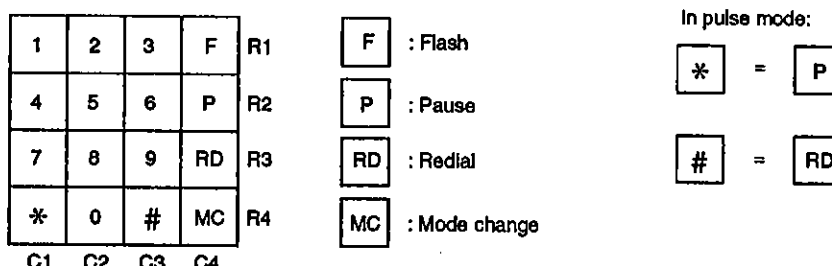 1 2 3 F R1
4 5 6 P R2
7 8 9 RD R3
* 0 # MC R4
C1 C2 C3 C4
F : Flash
P : Pause
RD : Redial
MC : Mode change
In pulse mode:
* = P
# = RD